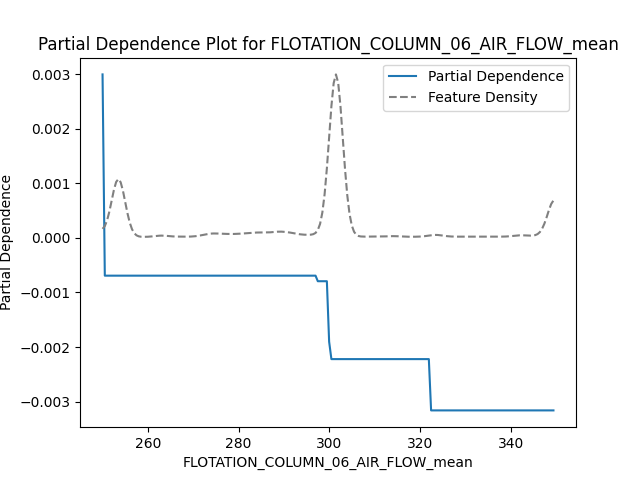 Partial Dependence Plot for FLOTATION_COLUMN_06_AIR_FLOW_mean
Partial Dependence
Feature Density
0.003
0.002
0.001
0.000
−0.001
−0.002
−0.003
Partial Dependence
260
280
300
320
340
FLOTATION_COLUMN_06_AIR_FLOW_mean